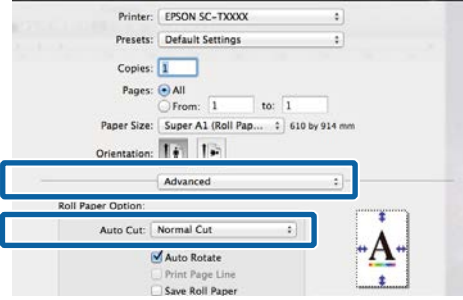 Printer: EPSON SC-TXXXX
Presets: Default Settings
Copies: 1
Pages: All
From: 1 to: 1
Paper Size: Super A1 (Roll Pap... 610 by 914 mm
Orientation:
Advanced
Roll Paper Option:
Auto Cut: Normal Cut
Auto Rotate
Print Page Line
Save Roll Paper
A